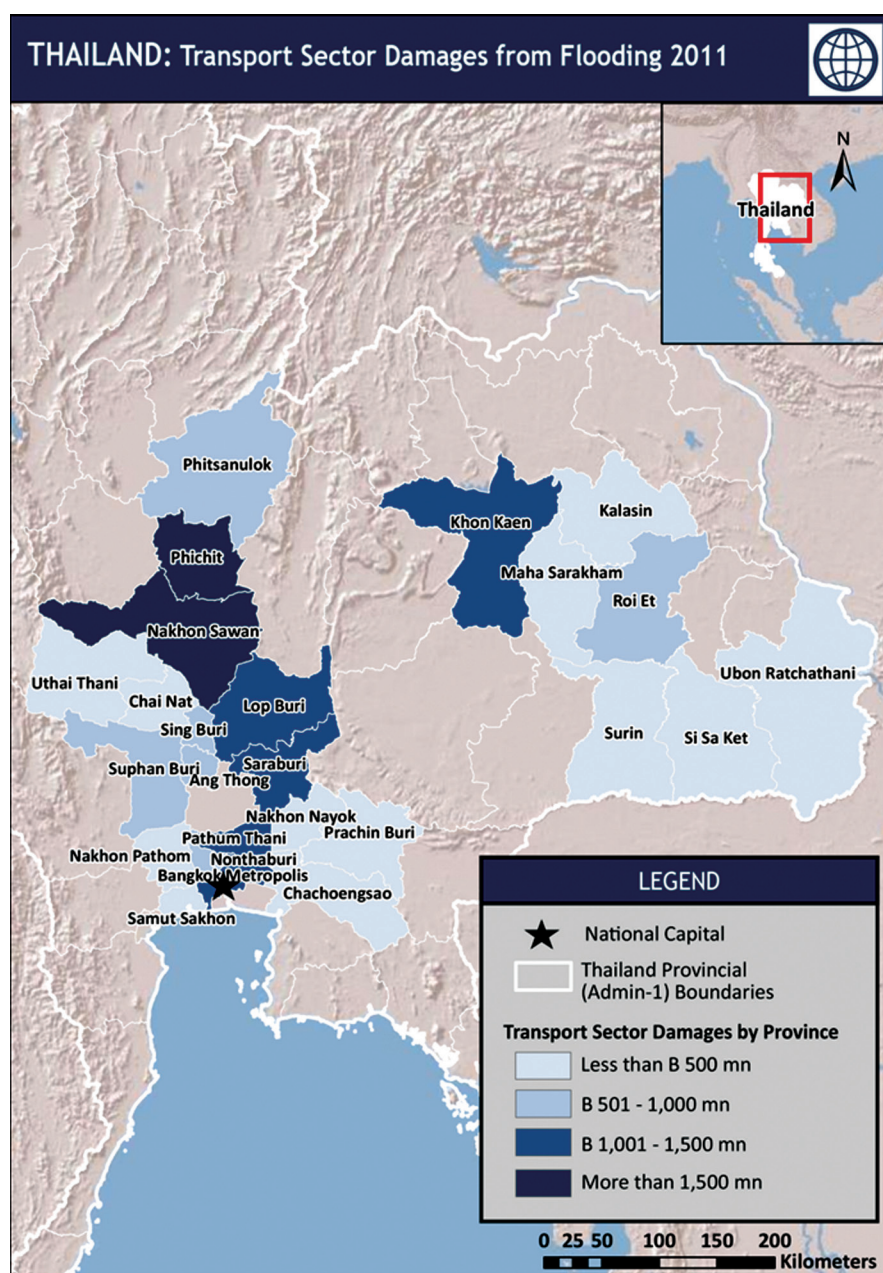 THAILAND: Transport Sector Damages from Flooding 2011
N
Thailand
Phitsanulok
Phichit
Nakhon Sawan
Uthai Thani
Chai Nat
Lop Buri
Sing Buri
Suphan Buri
Saraburi
Ang Thong
Nakhon Nayok
Prachin Buri
Pathum Thani
Nakhon Pathom
Nonthaburi
Bangkok Metropolis
Chachoengsao
Samut Sakhon
Khon Kaen
Kalasin
Maha Sarakham
Roi Et
Ubon Ratchathani
Surin
Si Sa Ket
LEGEND
National Capital
Thailand Provincial
(Admin-1) Boundaries
Transport Sector Damages by Province
Less than B 500 mn
B 501 - 1,000 mn
B 1,001 - 1,500 mn
More than 1,500 mn
0 25 50 100 150 200
Kilometers